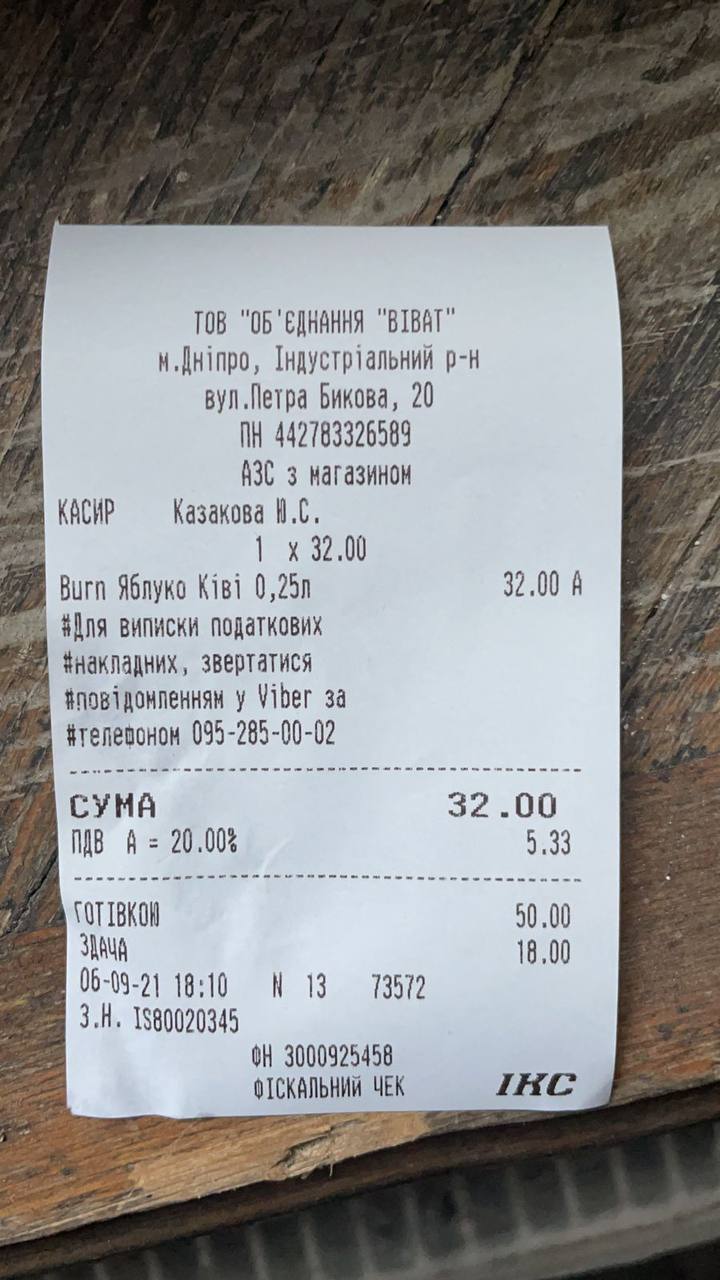 ТОВ "ОБ'ЄДНАННЯ "ВІВАТ"
м.Дніпро, Індустріальний р-н
вул.Петра Бикова, 20
ПН 442783326589
АЗС з магазином
КАСИР Казакова Ю.С.
1 x 32.00
Burn Яблуко Ківі 0,25л 32.00 А
#Для виписки податкових
#накладних, звертатися
#повідомленням у Viber за
#телефоном 095-285-00-02
СУМА 32.00
ПДВ А = 20.00% 5.33
ГОТІВКОЮ 50.00
ЗДАЧА 18.00
06-09-21 18:10 N 13 73572
З.Н. IS80020345
ФН 3000925458
ФІСКАЛЬНИЙ ЧЕК ІКС